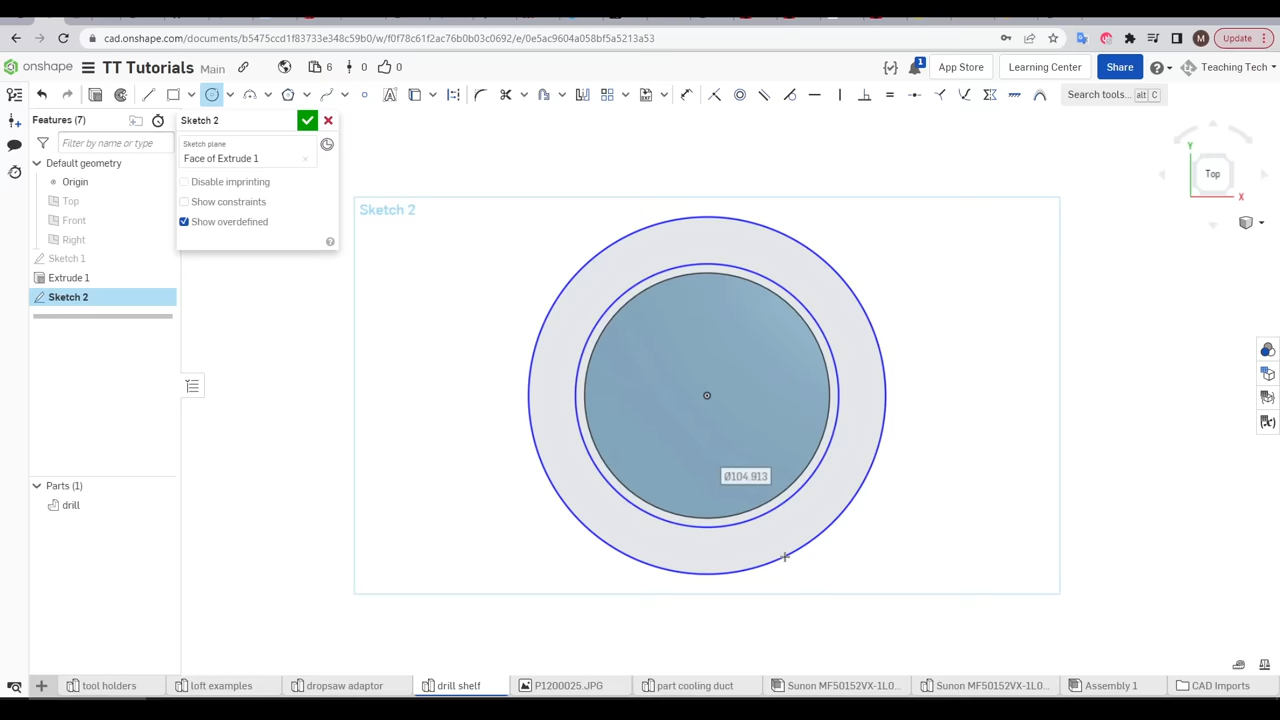 cad.onshape.com/documents/b5475ccd1f83733e348c59b0/w/f0f78c61f2ac76b0b03c0692/e/0e5ac9604a058bf5a5213a53
M
Update
onshape
TT Tutorials
Main
6
0
0
1
App Store
Learning Center
Share
Teaching Tech
Search tools...
alt
C
Features (7)
Filter by name or type
Default geometry
Origin
Top
Front
Right
Sketch 1
Extrude 1
Sketch 2
Parts (1)
drill
Sketch 2
Sketch plane
Face of Extrude 1
Disable imprinting
Show constraints
Show overdefined
Sketch 2
Ø104.913
Y
Top
X
tool holders
loft examples
dropsaw adaptor
drill shelf
P1200025.JPG
part cooling duct
Sunon MF50152VX-1L0...
Sunon MF50152VX-1L0...
Assembly 1
CAD Imports